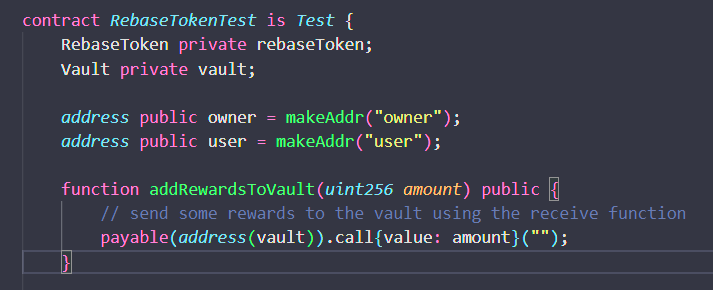 contract RebaseTokenTest is Test {
    RebaseToken private rebaseToken;
    Vault private vault;

    address public owner = makeAddr("owner");
    address public user = makeAddr("user");

    function addRewardsToVault(uint256 amount) public {
        // send some rewards to the vault using the receive function
        payable(address(vault)).call{value: amount}("");
    }